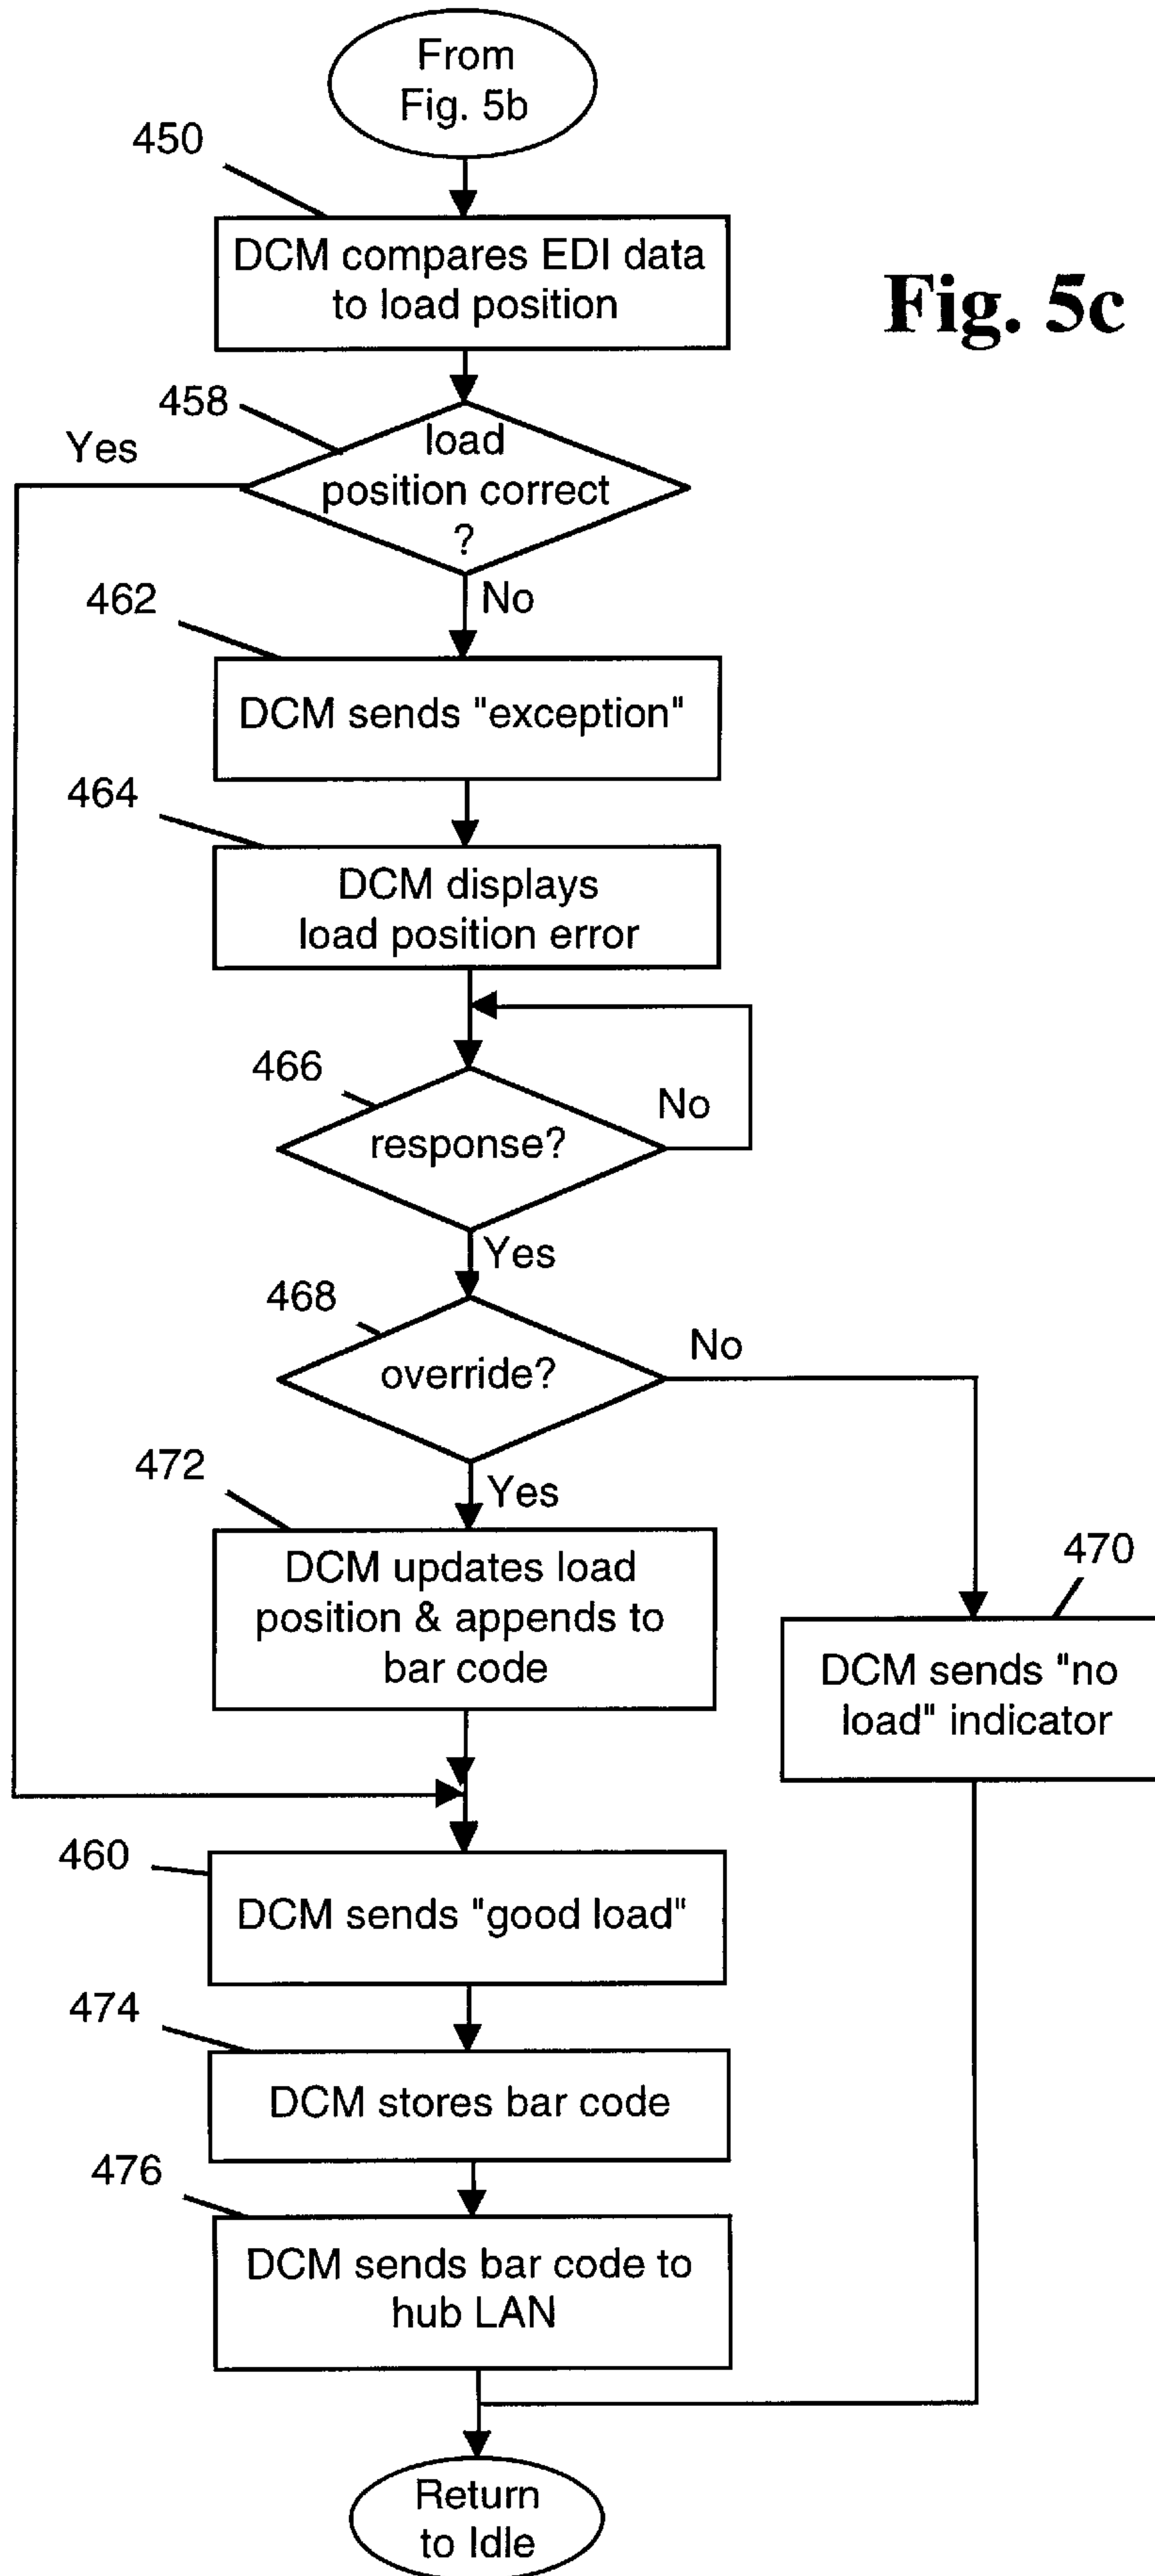 From
Fig. 5b
450
DCM compares EDI data
to load position
Fig. 5c
458
Yes
load
position correct
?
No
462
DCM sends "exception"
464
DCM displays
load position error
466
response?
No
Yes
468
override?
No
472
Yes
DCM updates load
position & appends to
bar code
470
DCM sends "no
load" indicator
460
DCM sends "good load"
474
DCM stores bar code
476
DCM sends bar code to
hub LAN
Return
to Idle